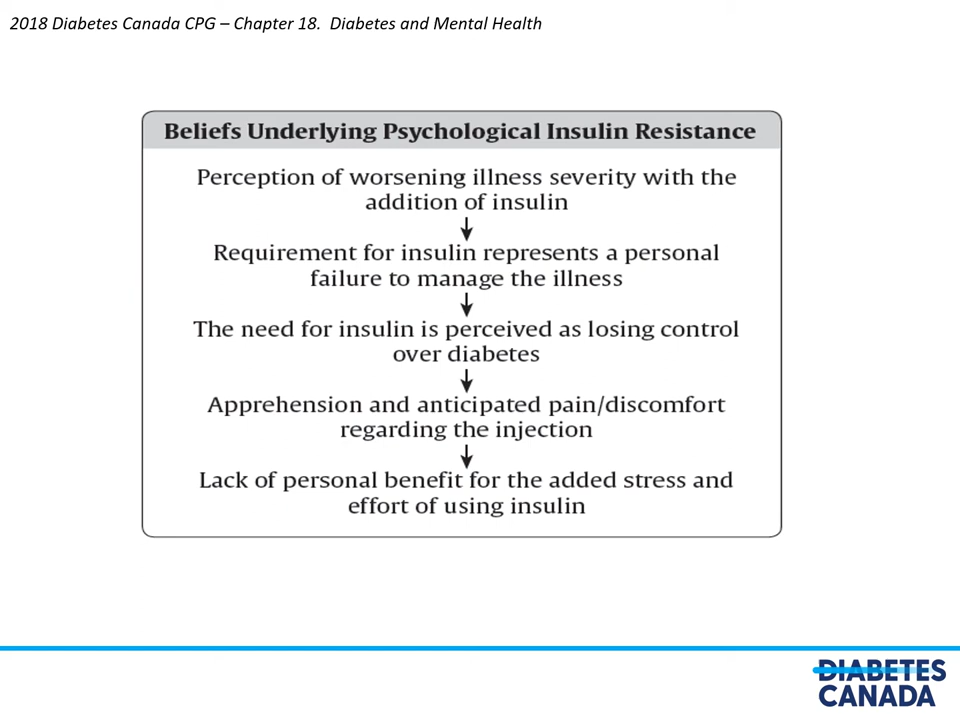 2018 Diabetes Canada CPG – Chapter 18.  Diabetes and Mental Health
Beliefs Underlying Psychological Insulin Resistance
Perception of worsening illness severity with the
addition of insulin
Requirement for insulin represents a personal
failure to manage the illness
The need for insulin is perceived as losing control
over diabetes
Apprehension and anticipated pain/discomfort
regarding the injection
Lack of personal benefit for the added stress and
effort of using insulin
DIABETES
CANADA